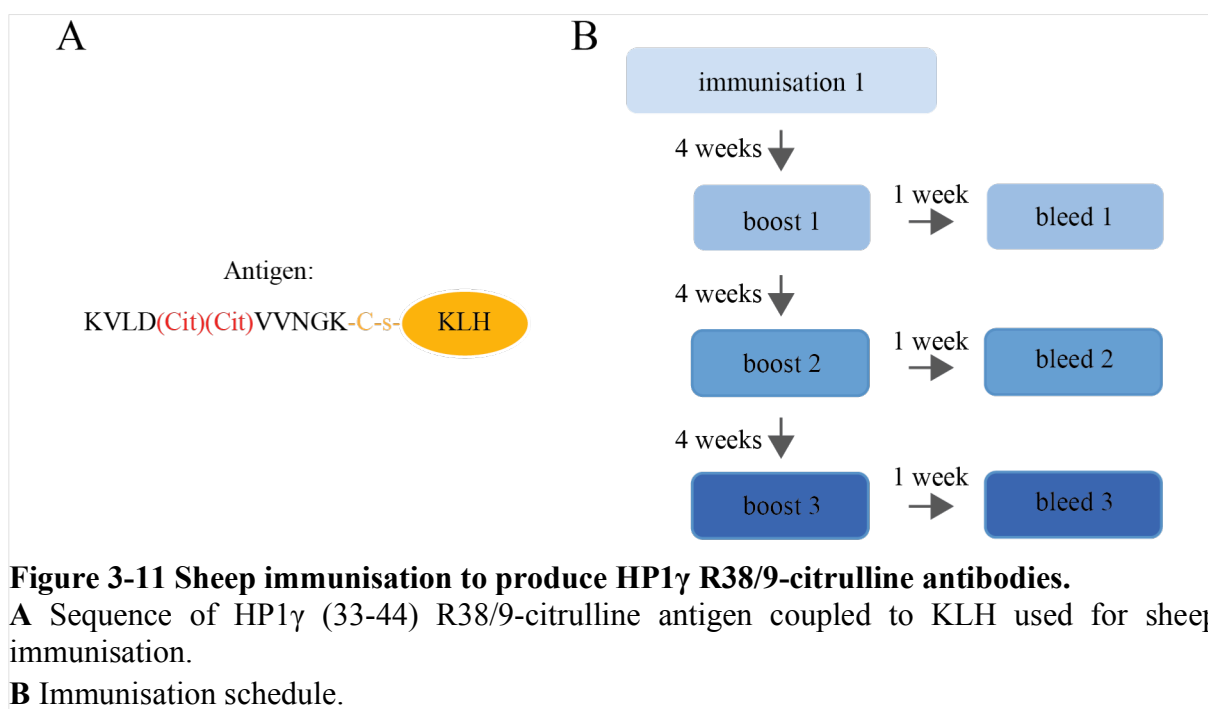 A
B
immunisation 1
4 weeks
boost 1
1 week
bleed 1
4 weeks
Antigen:
KVLD(Cit)(Cit)VVNGK-C-s-
KLH
boost 2
1 week
bleed 2
4 weeks
boost 3
1 week
bleed 3
Figure 3-11 Sheep immunisation to produce HP1γ R38/9-citrulline antibodies.
A Sequence of HP1γ (33-44) R38/9-citrulline antigen coupled to KLH used for sheep
immunisation.
B Immunisation schedule.